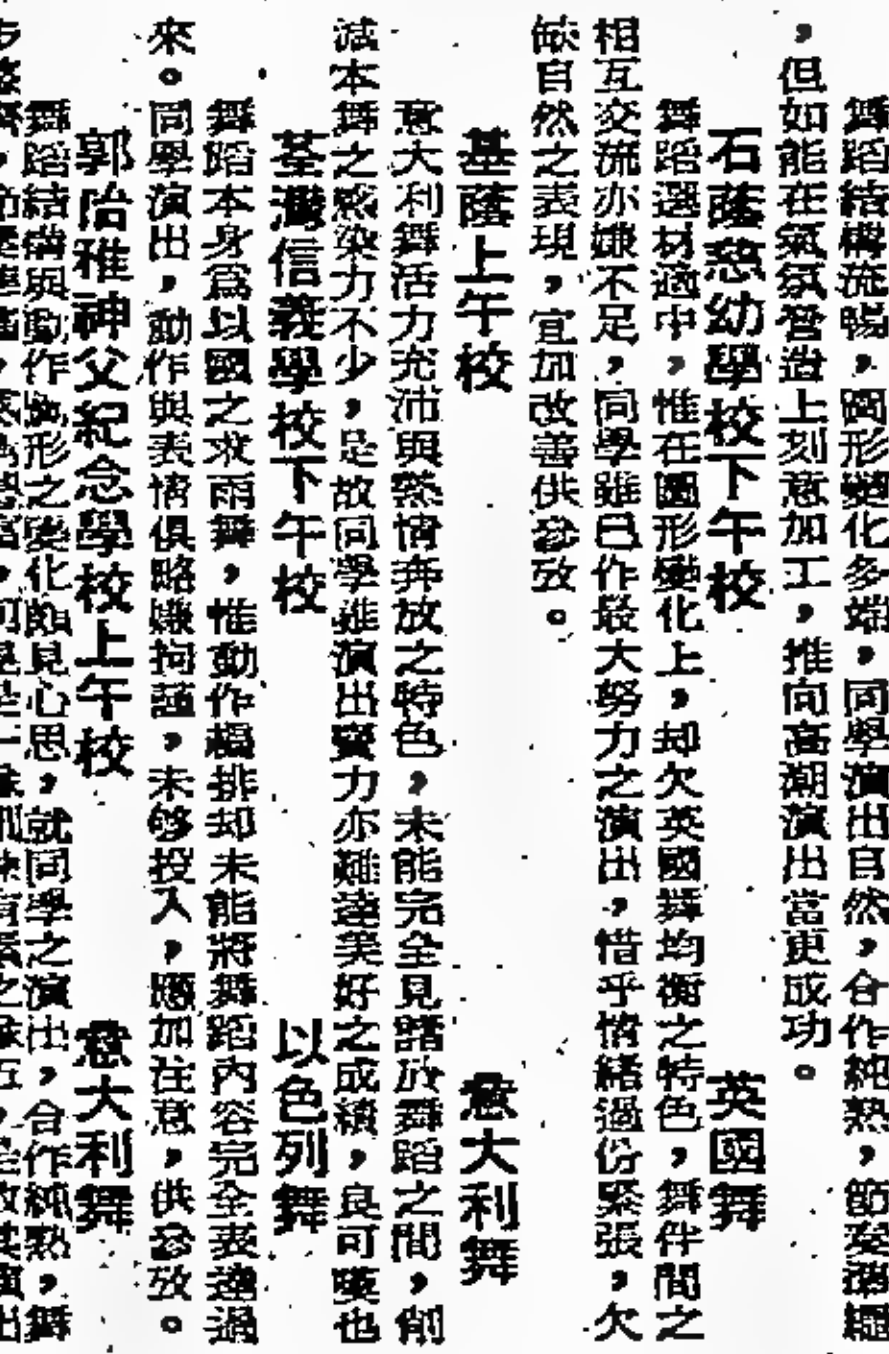 舞蹈結構流暢，圖形變化多端，同學演出自然，合作純熟，節奏
，但如能在氣氛營造上刻意加工，推向高潮演出當更成功。
石蔭慈幼學校下午校　英國舞
舞蹈選材適中，惟在圖形變化上，却欠英國舞均衡之特色，舞伴間之
相互交流亦嫌不足，同學雖已作最大努力之演出，惜乎情緒過份緊張，欠
缺自然之表現，宜加改善供參攷。
基蔭上午校　意大利舞
意大利舞活力充沛與熱情奔放之特色，未能完全見諸於舞蹈之間，削
減本舞之感染力不少，是故同學雖演出賣力亦難達美好之成績，良可嘆也
荃灣信義學校下午校　以色列舞
舞蹈本身爲以國之求雨舞，惟動作編排却未能將舞蹈內容完全表達過
來。同學演出，動作與表情俱略嫌拘謹，未够投入，應加注意，供參攷。
郭怡雅神父紀念學校上午校　意大利舞
舞蹈結構與動作圖形之變化頗見心思，就同學之演出，合作純熟，舞